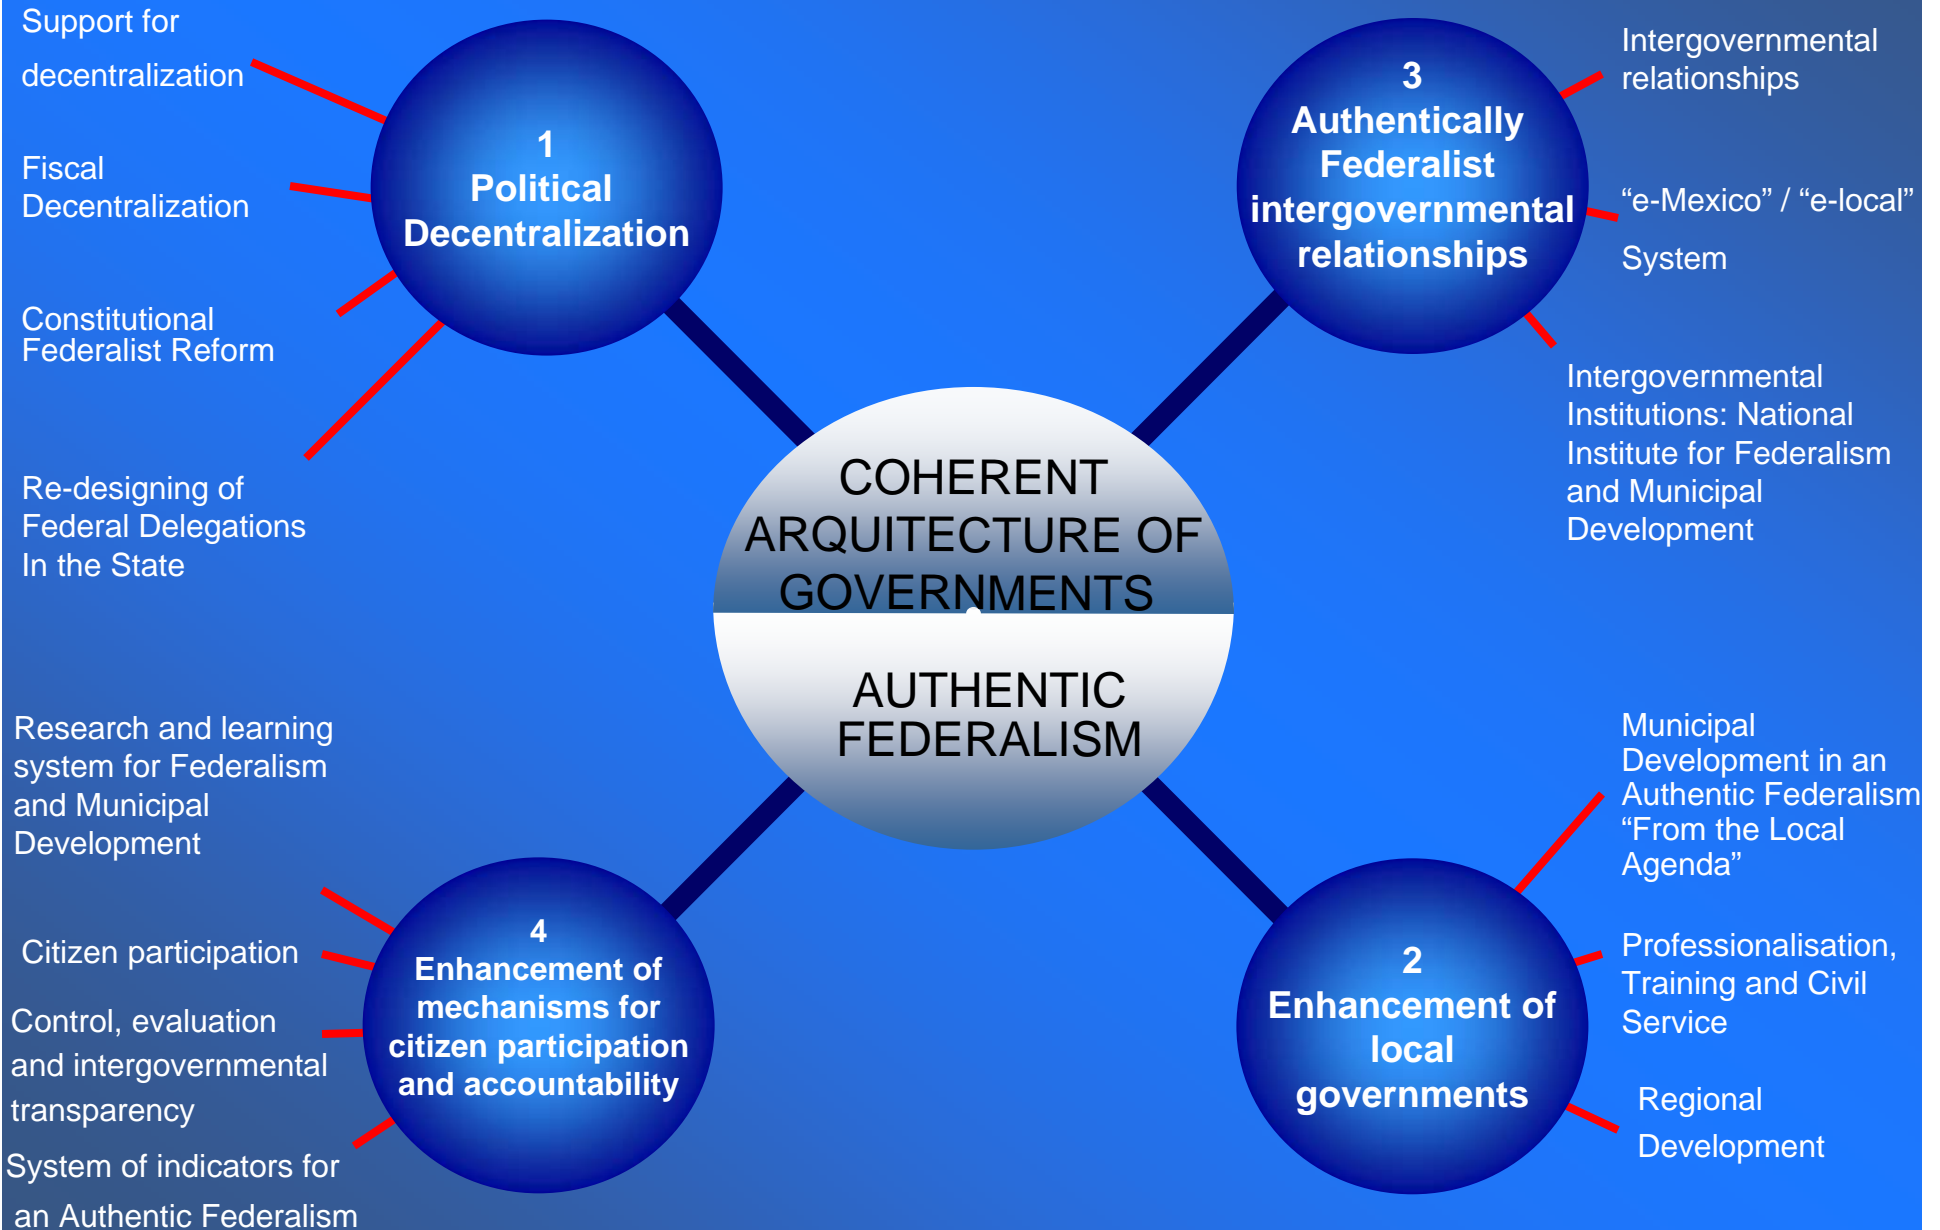 Support for
decentralization
Fiscal
Decentralization
Constitutional
Federalist Reform
Re-designing of
Federal Delegations
In the State
1
Political
Decentralization
3
Authentically
Federalist
intergovernmental
relationships
Intergovernmental
relationships
“e-Mexico” / “e-local”
System
Intergovernmental
Institutions: National
Institute for Federalism
and Municipal
Development
COHERENT
ARQUITECTURE OF
GOVERNMENTS
AUTHENTIC
FEDERALISM
Research and learning
system for Federalism
and Municipal
Development
Citizen participation
Control, evaluation
and intergovernmental
transparency
System of indicators for
an Authentic Federalism
4
Enhancement of
mechanisms for
citizen participation
and accountability
2
Enhancement of
local
governments
Municipal
Development in an
Authentic Federalism
“From the Local
Agenda”
Professionalisation,
Training and Civil
Service
Regional
Development